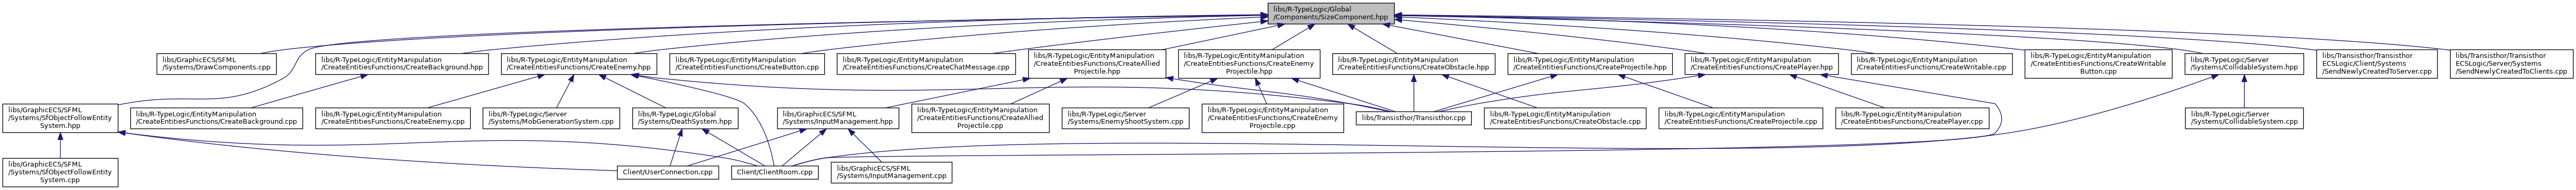 libs/R-TypeLogic/Global
/Components/SizeComponent.hpp
libs/GraphicECS/SFML
/Systems/DrawComponents.cpp
libs/R-TypeLogic/EntityManipulation
/CreateEntitiesFunctions/CreateBackground.hpp
libs/R-TypeLogic/EntityManipulation
/CreateEntitiesFunctions/CreateEnemy.hpp
libs/R-TypeLogic/EntityManipulation
/CreateEntitiesFunctions/CreateButton.cpp
libs/R-TypeLogic/EntityManipulation
/CreateEntitiesFunctions/CreateChatMessage.cpp
libs/R-TypeLogic/EntityManipulation
/CreateEntitiesFunctions/CreateAllied
Projectile.hpp
libs/R-TypeLogic/EntityManipulation
/CreateEntitiesFunctions/CreateEnemy
Projectile.hpp
libs/R-TypeLogic/EntityManipulation
/CreateEntitiesFunctions/CreateObstacle.hpp
libs/R-TypeLogic/EntityManipulation
/CreateEntitiesFunctions/CreateProjectile.hpp
libs/R-TypeLogic/EntityManipulation
/CreateEntitiesFunctions/CreatePlayer.hpp
libs/R-TypeLogic/EntityManipulation
/CreateEntitiesFunctions/CreateWritable.cpp
libs/R-TypeLogic/EntityManipulation
/CreateEntitiesFunctions/CreateWritable
Button.cpp
libs/R-TypeLogic/Server
/Systems/CollidableSystem.hpp
libs/Transisthor/Transisthor
ECSLogic/Client/Systems
/SendNewlyCreatedToServer.cpp
libs/Transisthor/Transisthor
ECSLogic/Server/Systems
/SendNewlyCreatedToClients.cpp
libs/GraphicECS/SFML
/Systems/SfObjectFollowEntity
System.hpp
libs/R-TypeLogic/EntityManipulation
/CreateEntitiesFunctions/CreateBackground.cpp
libs/R-TypeLogic/EntityManipulation
/CreateEntitiesFunctions/CreateEnemy.cpp
libs/R-TypeLogic/Server
/Systems/MobGenerationSystem.cpp
libs/R-TypeLogic/Global
/Systems/DeathSystem.hpp
libs/GraphicECS/SFML
/Systems/InputManagement.hpp
libs/R-TypeLogic/EntityManipulation
/CreateEntitiesFunctions/CreateAllied
Projectile.cpp
libs/R-TypeLogic/Server
/Systems/EnemyShootSystem.cpp
libs/R-TypeLogic/EntityManipulation
/CreateEntitiesFunctions/CreateEnemy
Projectile.cpp
libs/Transisthor/Transisthor.cpp
libs/R-TypeLogic/EntityManipulation
/CreateEntitiesFunctions/CreateObstacle.cpp
libs/R-TypeLogic/EntityManipulation
/CreateEntitiesFunctions/CreateProjectile.cpp
libs/R-TypeLogic/EntityManipulation
/CreateEntitiesFunctions/CreatePlayer.cpp
libs/R-TypeLogic/Server
/Systems/CollidableSystem.cpp
libs/GraphicECS/SFML
/Systems/SfObjectFollowEntity
System.cpp
Client/UserConnection.cpp
Client/ClientRoom.cpp
libs/GraphicECS/SFML
/Systems/InputManagement.cpp